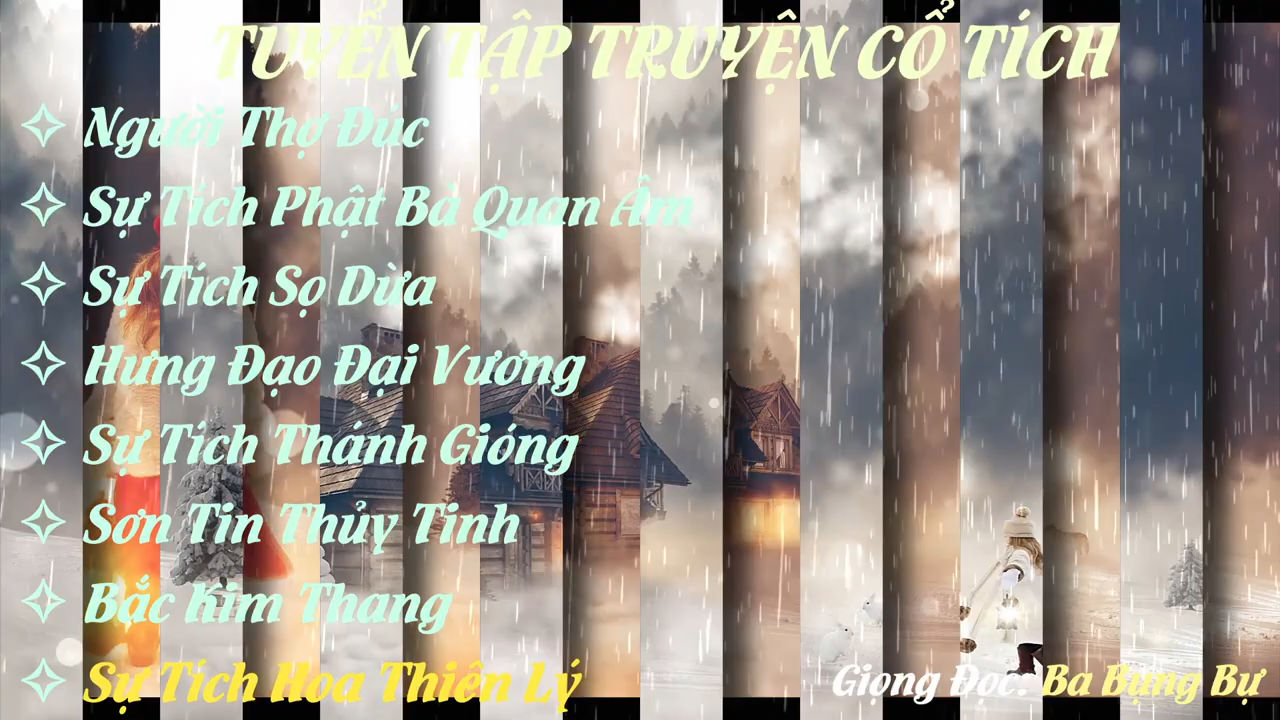 TUYỂN TẬP TRUYỆN CỔ TÍCH
Người Thợ Đúc
Sự Tích Phật Bà Quan Âm
Sự Tích Sọ Dừa
Hưng Đạo Đại Vương
Sự Tích Thánh Gióng
Sơn Tin Thủy Tinh
Bắc Kim Thang
Sự Tích Hoa Thiên Lý
Giọng Đọc: Ba Bụng Bự